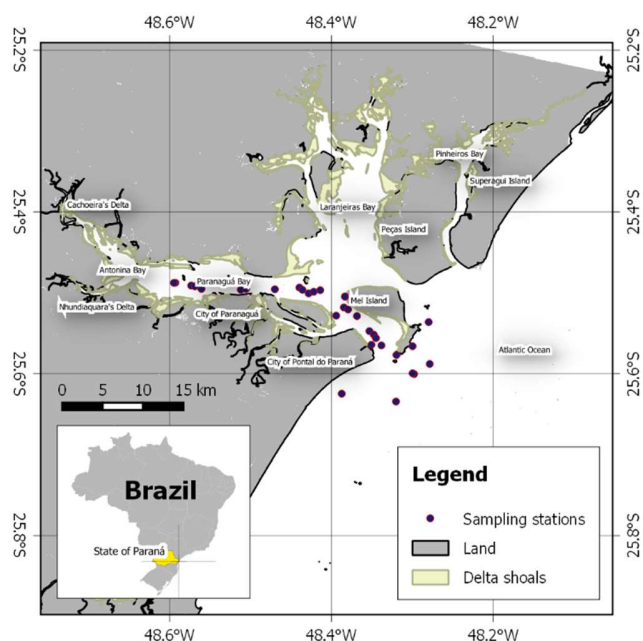 48.6°W 48.4°W 48.2°W
25.2°S 25.2°S
Pinheiros Bay
Superagui Island
Cachoeira's Delta
Laranjeiras Bay
25.4°S 25.4°S
Peças Island
Antonina Bay
Paranaguá Bay
Mel Island
Nhundiaquara's Delta
City of Paranaguá
Atlantic Ocean
City of Pontal do Paraná
25.6°S 25.6°S
0 5 10 15 km
Brazil
State of Paraná
Legend
Sampling stations
Land
Delta shoals
25.8°S 25.8°S
48.6°W 48.4°W 48.2°W